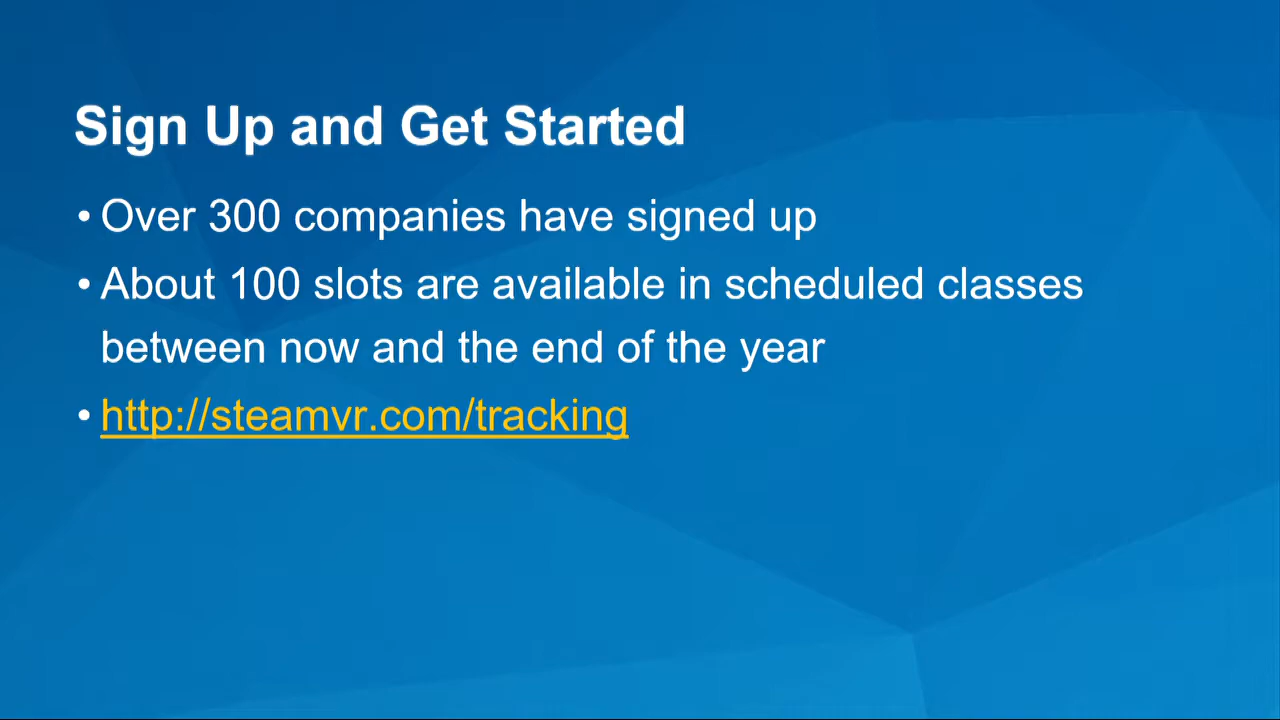 Sign Up and Get Started
• Over 300 companies have signed up
• About 100 slots are available in scheduled classes
between now and the end of the year
• http://steamvr.com/tracking